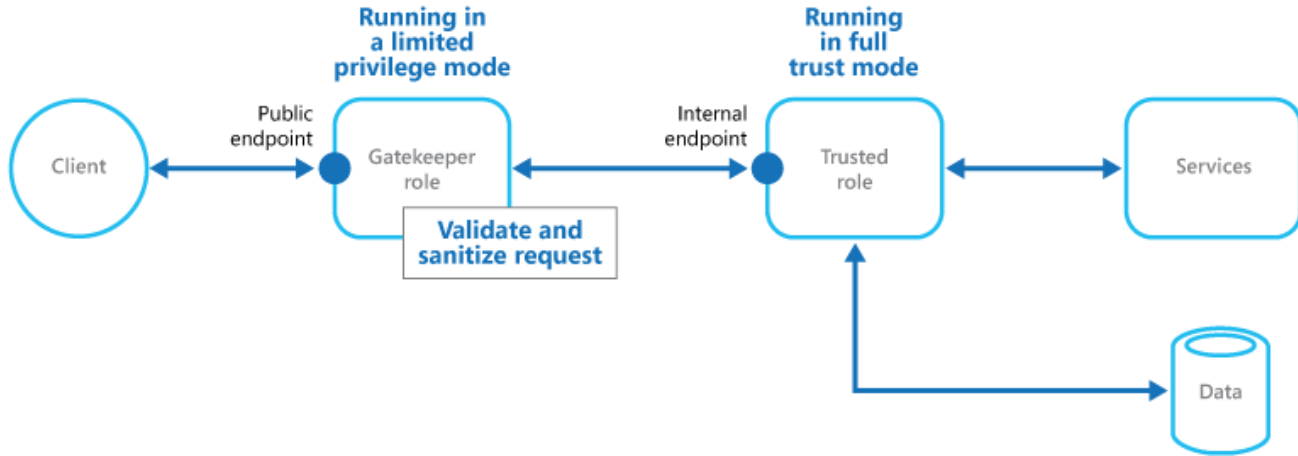 Running in
a limited
privilege mode
Running
in full
trust mode
Public
endpoint
Internal
endpoint
Client
Gatekeeper
role
Trusted
role
Services
Validate and
sanitize request
Data